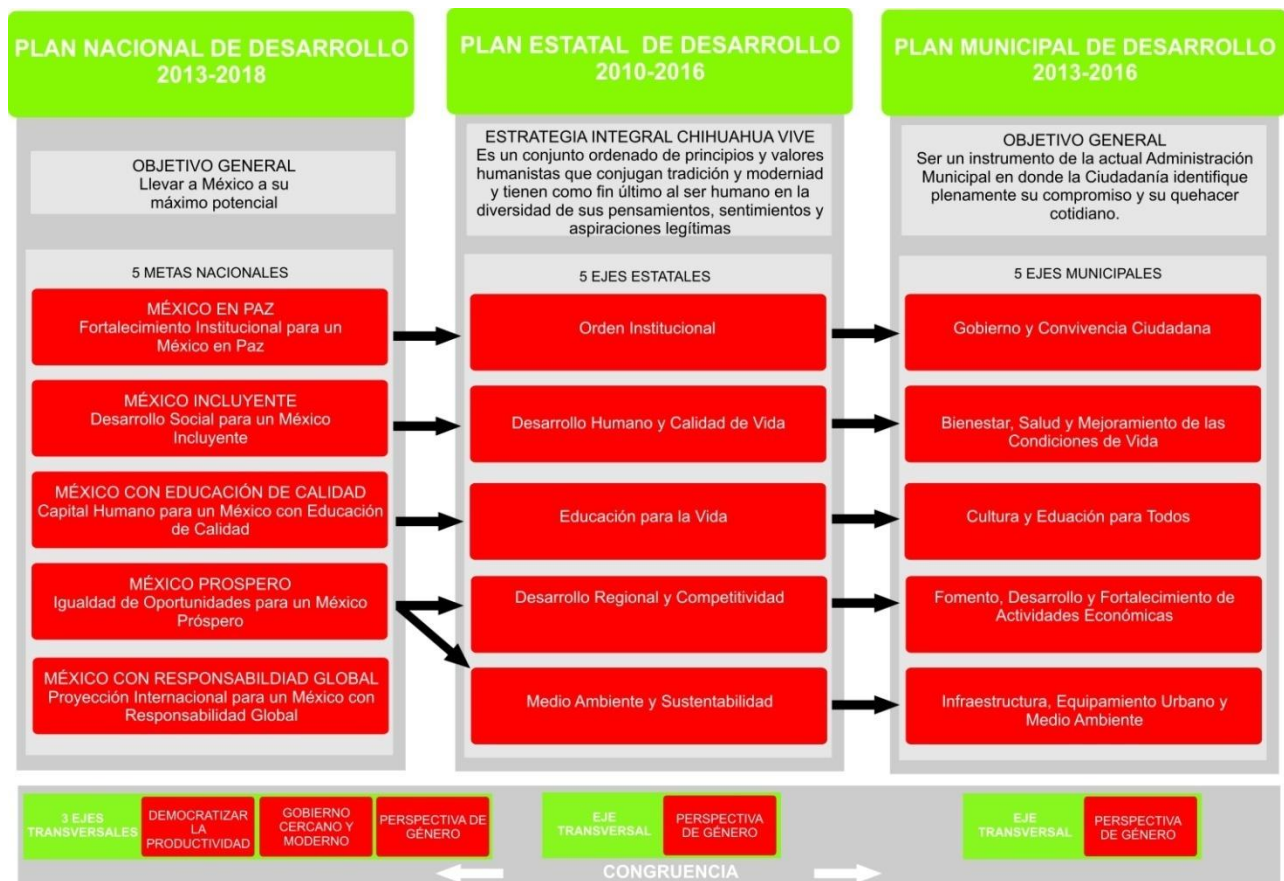 PLAN NACIONAL DE DESARROLLO
2013-2018
OBJETIVO GENERAL
Llevar a México a su
máximo potencial
5 METAS NACIONALES
MÉXICO EN PAZ
Fortalecimiento Institucional para un
México en Paz
MÉXICO INCLUYENTE
Desarrollo Social para un México
Incluyente
MÉXICO CON EDUCACIÓN DE CALIDAD
Capital Humano para un México con Educación
de Calidad
MÉXICO PROSPERO
Igualdad de Oportunidades para un México
Próspero
MÉXICO CON RESPONSABILDIAD GLOBAL
Proyección Internacional para un México con
Responsabilidad Global
PLAN ESTATAL DE DESARROLLO
2010-2016
ESTRATEGIA INTEGRAL CHIHUAHUA VIVE
Es un conjunto ordenado de principios y valores
humanistas que conjugan tradición y moderniad
y tienen como fin último al ser humano en la
diversidad de sus pensamientos, sentimientos y
aspiraciones legítimas
5 EJES ESTATALES
Orden Institucional
Desarrollo Humano y Calidad de Vida
Educación para la Vida
Desarrollo Regional y Competitividad
Medio Ambiente y Sustentabilidad
PLAN MUNICIPAL DE DESARROLLO
2013-2016
OBJETIVO GENERAL
Ser un instrumento de la actual Administración
Municipal en donde la Ciudadanía identifique
plenamente su compromiso y su quehacer
cotidiano.
5 EJES MUNICIPALES
Gobierno y Convivencia Ciudadana
Bienestar, Salud y Mejoramiento de las
Condiciones de Vida
Cultura y Eduación para Todos
Fomento, Desarrollo y Fortalecimiento de
Actividades Económicas
Infraestructura, Equipamiento Urbano y
Medio Ambiente
3 EJES
TRANSVERSALES
DEMOCRATIZAR
LA
PRODUCTIVIDAD
GOBIERNO
CERCANO Y
MODERNO
PERSPECTIVA DE
GÉNERO
EJE
TRANSVERSAL
PERSPECTIVA
DE GÉNERO
EJE
TRANSVERSAL
PERSPECTIVA
DE GÉNERO
CONGRUENCIA